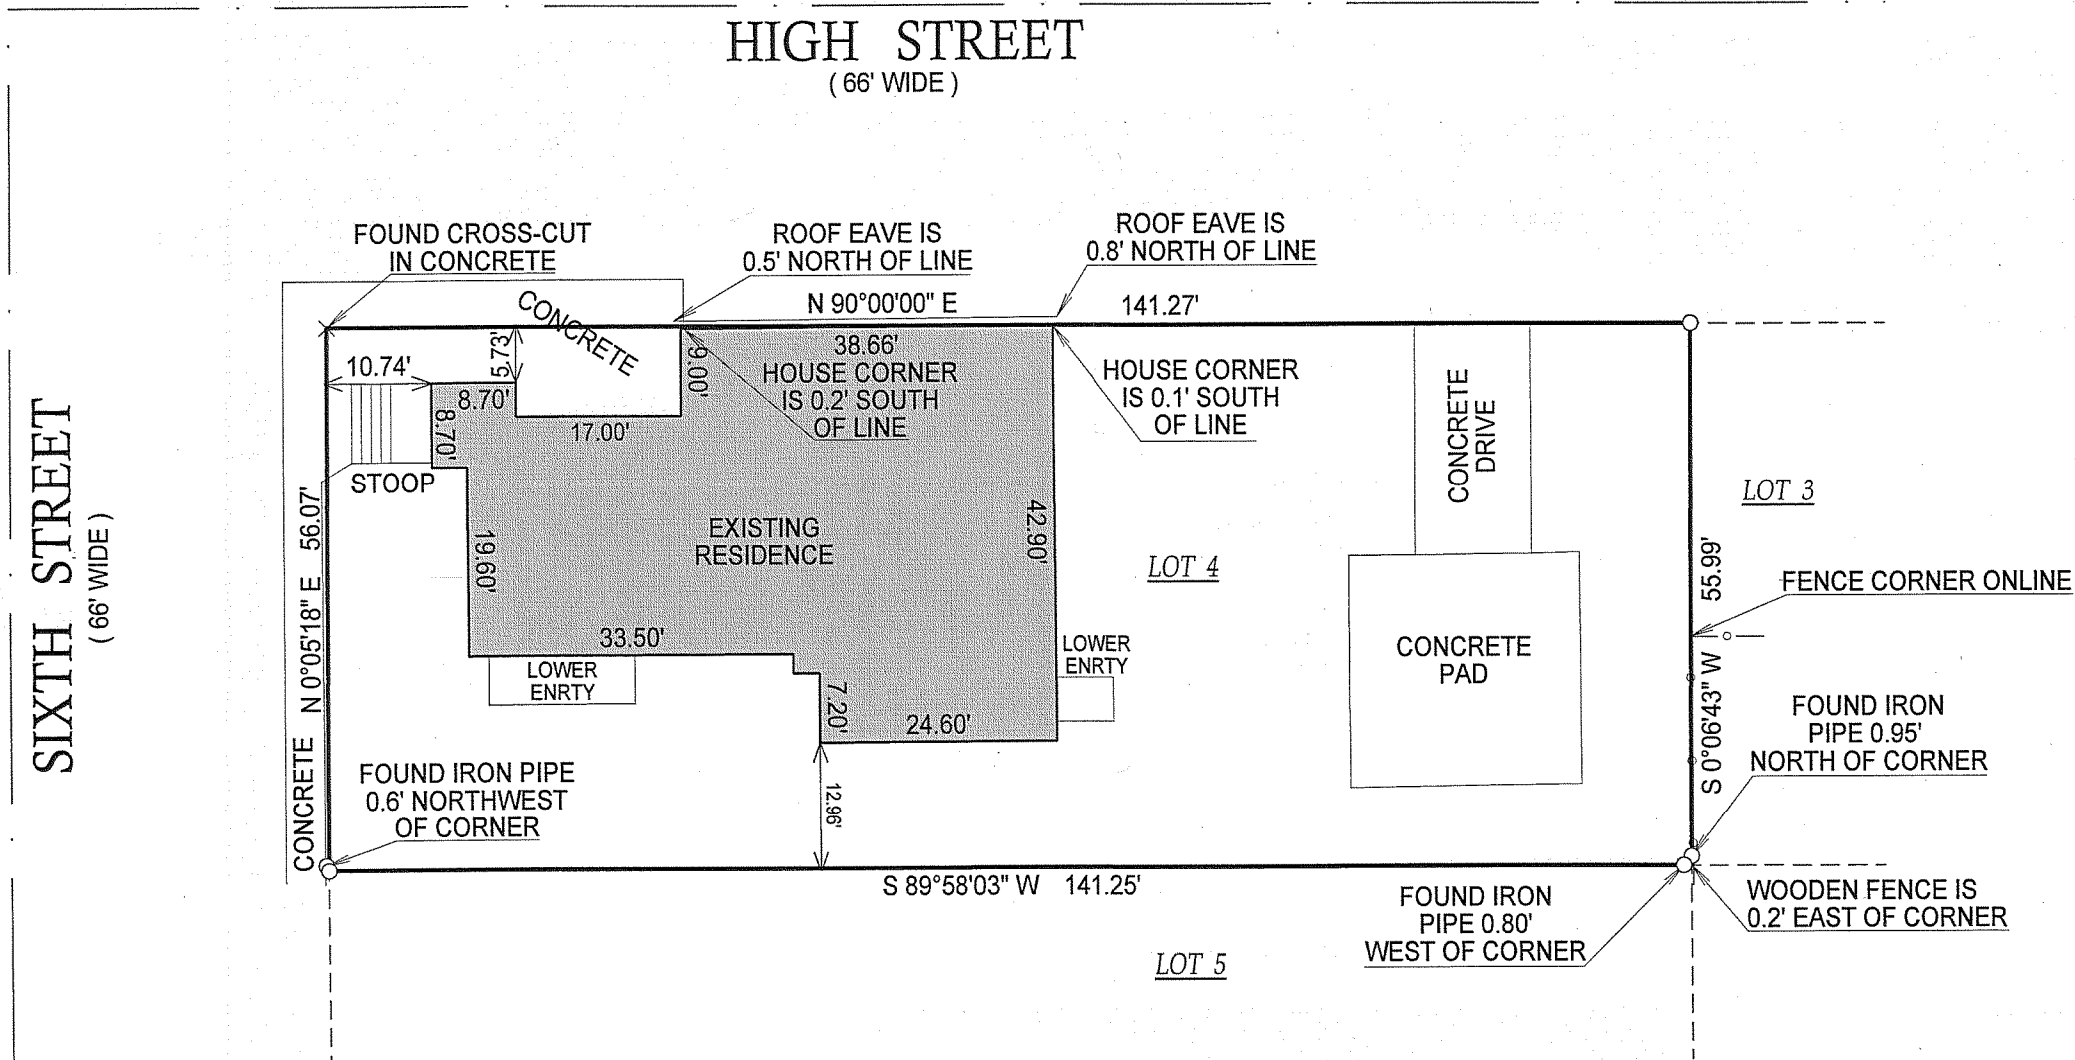 HIGH STREET
( 66' WIDE )
SIXTH STREET
( 66' WIDE )
FOUND CROSS-CUT
IN CONCRETE
ROOF EAVE IS
0.5' NORTH OF LINE
ROOF EAVE IS
0.8' NORTH OF LINE
N 90°00'00" E 141.27'
CONCRETE
10.74'
5.73'
8.70'
8.70'
17.00'
9.00'
38.66'
HOUSE CORNER
IS 0.2' SOUTH
OF LINE
HOUSE CORNER
IS 0.1' SOUTH
OF LINE
CONCRETE
DRIVE
STOOP
LOT 3
EXISTING
RESIDENCE
19.60'
42.90'
LOT 4
33.50'
LOWER
ENRTY
LOWER
ENRTY
7.20'
24.60'
12.96'
CONCRETE
PAD
FENCE CORNER ONLINE
S 0°06'43" W 55.99'
FOUND IRON
PIPE 0.95'
NORTH OF CORNER
CONCRETE N 0°05'18" E 56.07'
FOUND IRON PIPE
0.6' NORTHWEST
OF CORNER
S 89°58'03" W 141.25'
FOUND IRON
PIPE 0.80'
WEST OF CORNER
WOODEN FENCE IS
0.2' EAST OF CORNER
LOT 5